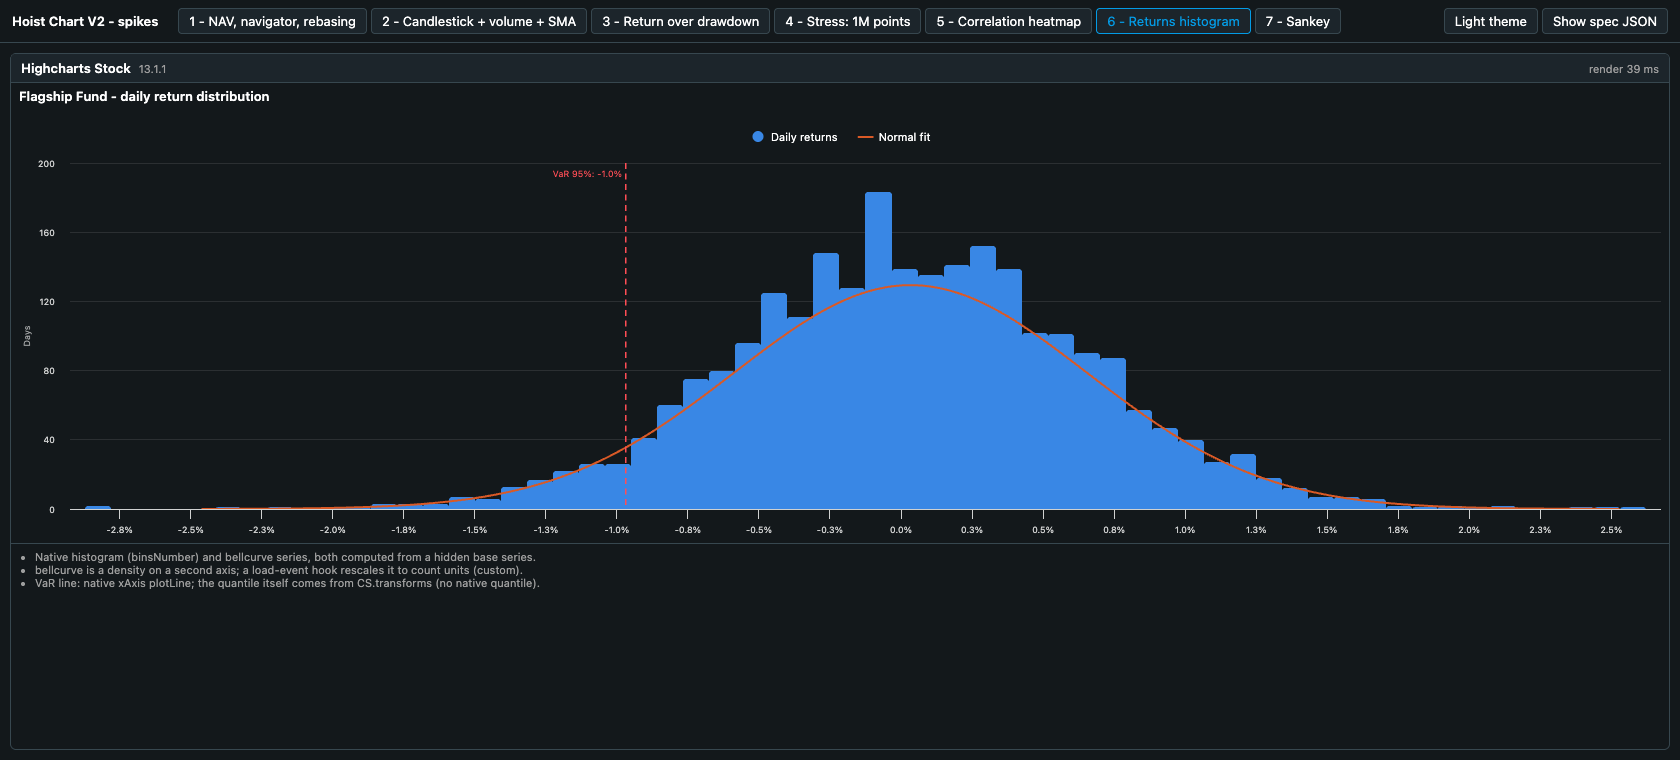 Hoist Chart V2 - spikes
1 - NAV, navigator, rebasing
2 - Candlestick + volume + SMA
3 - Return over drawdown
4 - Stress: 1M points
5 - Correlation heatmap
6 - Returns histogram
7 - Sankey
Light theme
Show spec JSON
Highcharts Stock 13.1.1
render 39 ms
Flagship Fund - daily return distribution
Daily returns
Normal fit
VaR 95%: -1.0%
200
160
120
80
40
0
Days
-2.8%
-2.5%
-2.3%
-2.0%
-1.8%
-1.5%
-1.3%
-1.0%
-0.8%
-0.5%
-0.3%
0.0%
0.3%
0.5%
0.8%
1.0%
1.3%
1.5%
1.8%
2.0%
2.3%
2.5%
• Native histogram (binsNumber) and bellcurve series, both computed from a hidden base series.
• bellcurve is a density on a second axis; a load-event hook rescales it to count units (custom).
• VaR line: native xAxis plotLine; the quantile itself comes from CS.transforms (no native quantile).